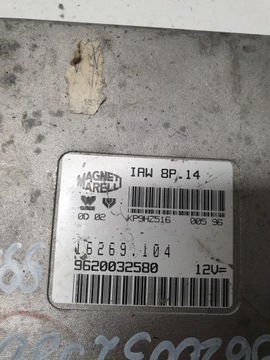 IAW 8P.14
MAGNETI MARELLI
0D 02
KP9HZ516 005 96
16269.104
9620032580 12V=